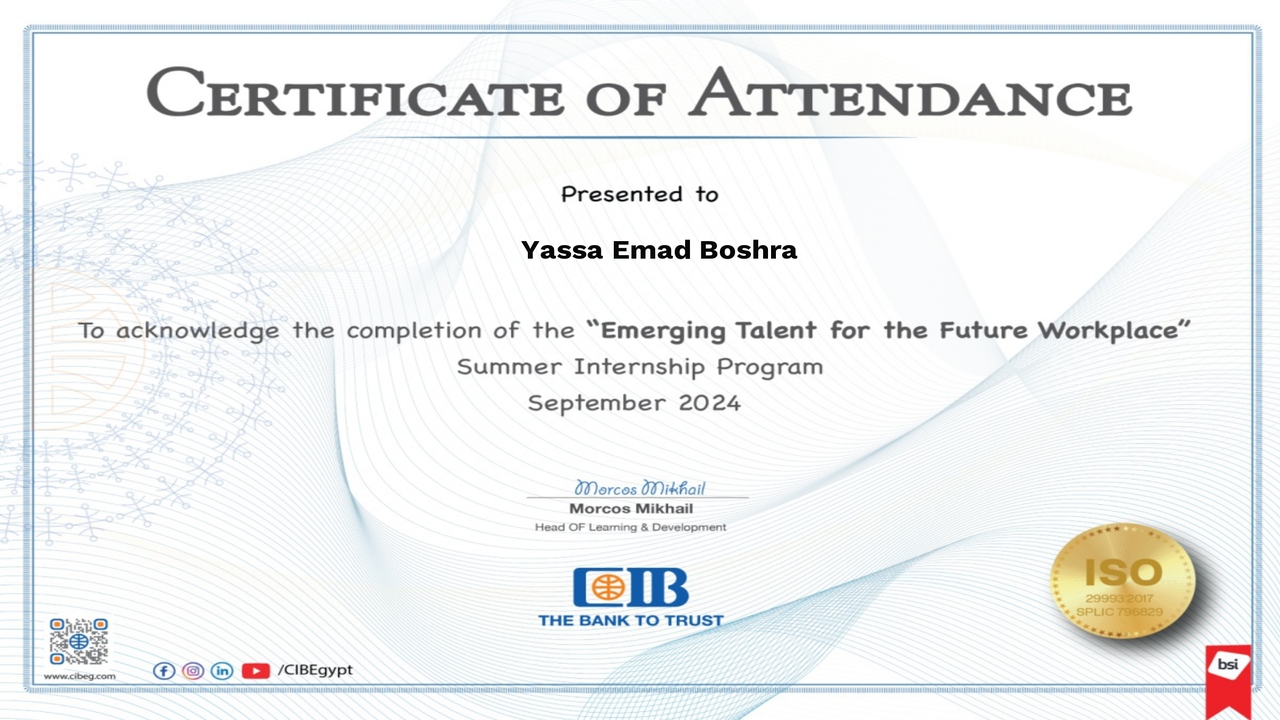 CERTIFICATE OF ATTENDANCE
Presented to
Yassa Emad Boshra
To acknowledge the completion of the “Emerging Talent for the Future Workplace”
Summer Internship Program
September 2024
Morcos Mikhail
Morcos Mikhail
Head OF Learning & Development
CIB
THE BANK TO TRUST
ISO
29993:2017
SPLIC 796829
bsi
www.cibeg.com
/CIBEgypt